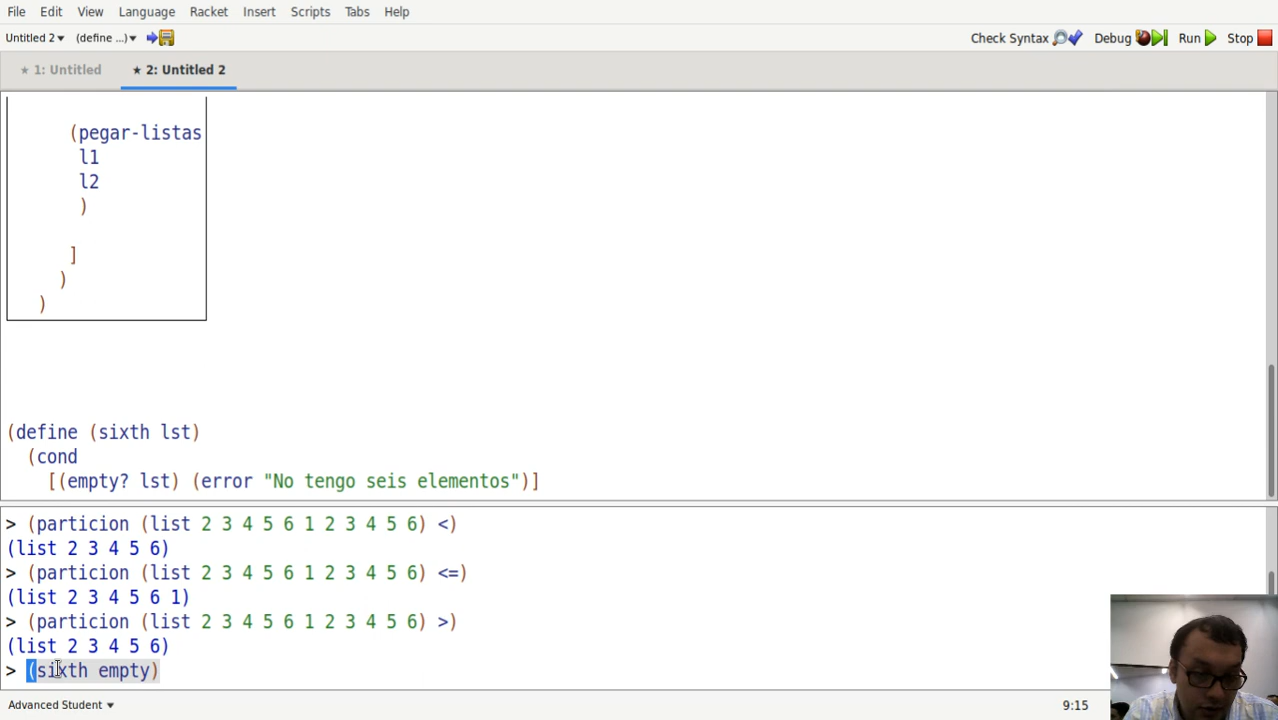 File Edit View Language Racket Insert Scripts Tabs Help
Untitled 2▾ (define ...)▾ Check Syntax Debug Run Stop
★ 1: Untitled ★ 2: Untitled 2
(pegar-listas
l1
l2
)
]
)
)
(define (sixth lst)
(cond
[(empty? lst) (error "No tengo seis elementos")]
> (particion (list 2 3 4 5 6 1 2 3 4 5 6) <)
(list 2 3 4 5 6)
> (particion (list 2 3 4 5 6 1 2 3 4 5 6) <=)
(list 2 3 4 5 6 1)
> (particion (list 2 3 4 5 6 1 2 3 4 5 6) >)
(list 2 3 4 5 6)
> (sixth empty)
Advanced Student ▾ 9:15